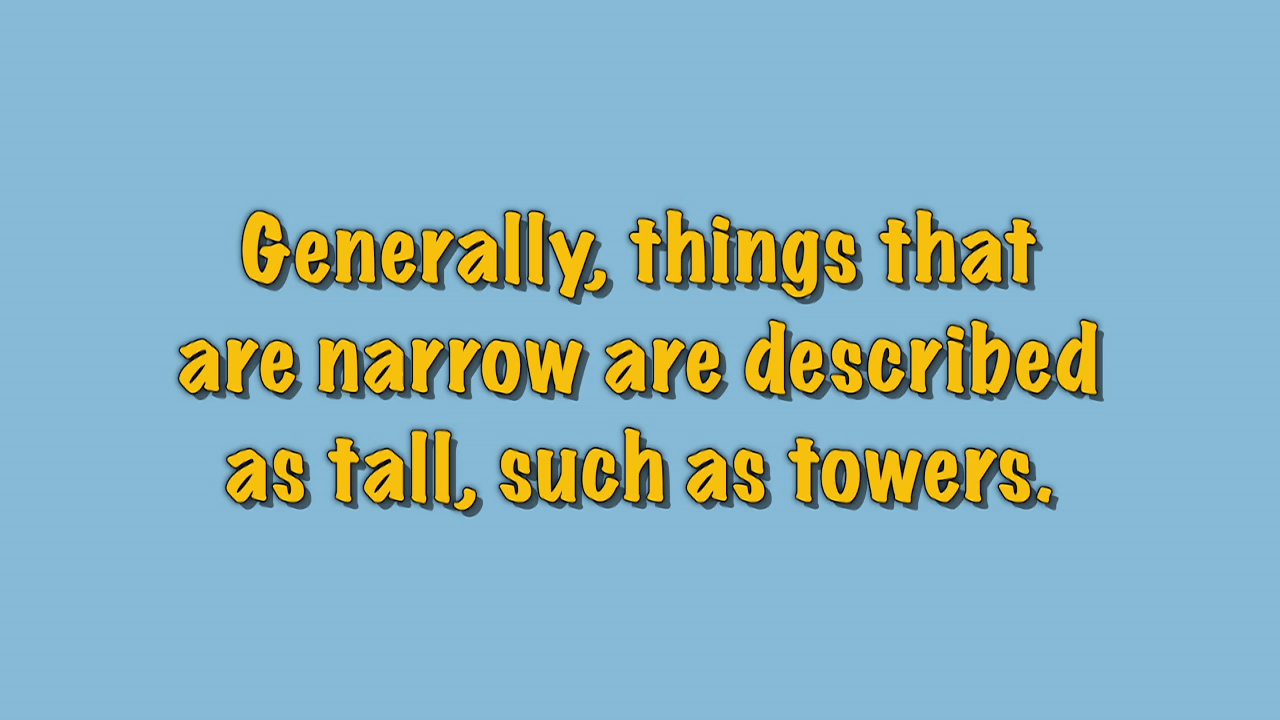 Generally, things that
are narrow are described
as tall, such as towers.